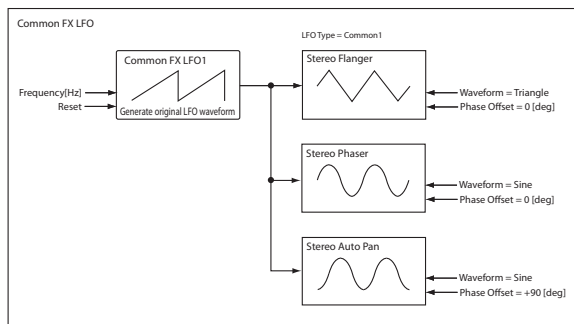 Common FX LFO
LFO Type = Common1
Common FX LFO1
Generate original LFO waveform
Frequency[Hz]
Reset
Stereo Flanger
Waveform = Triangle
Phase Offset = 0 [deg]
Stereo Phaser
Waveform = Sine
Phase Offset = 0 [deg]
Stereo Auto Pan
Waveform = Sine
Phase Offset = +90 [deg]